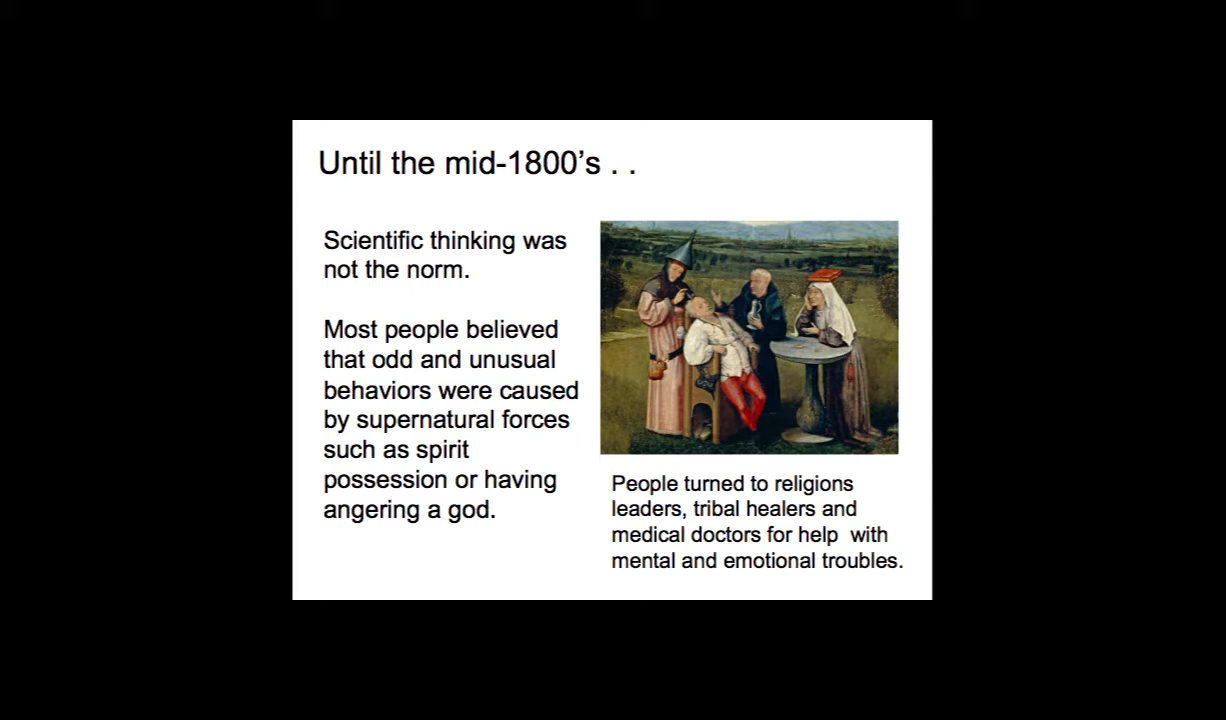 Until the mid-1800’s . .
Scientific thinking was
not the norm.
Most people believed
that odd and unusual
behaviors were caused
by supernatural forces
such as spirit
possession or having
angering a god.
People turned to religions
leaders, tribal healers and
medical doctors for help  with
mental and emotional troubles.